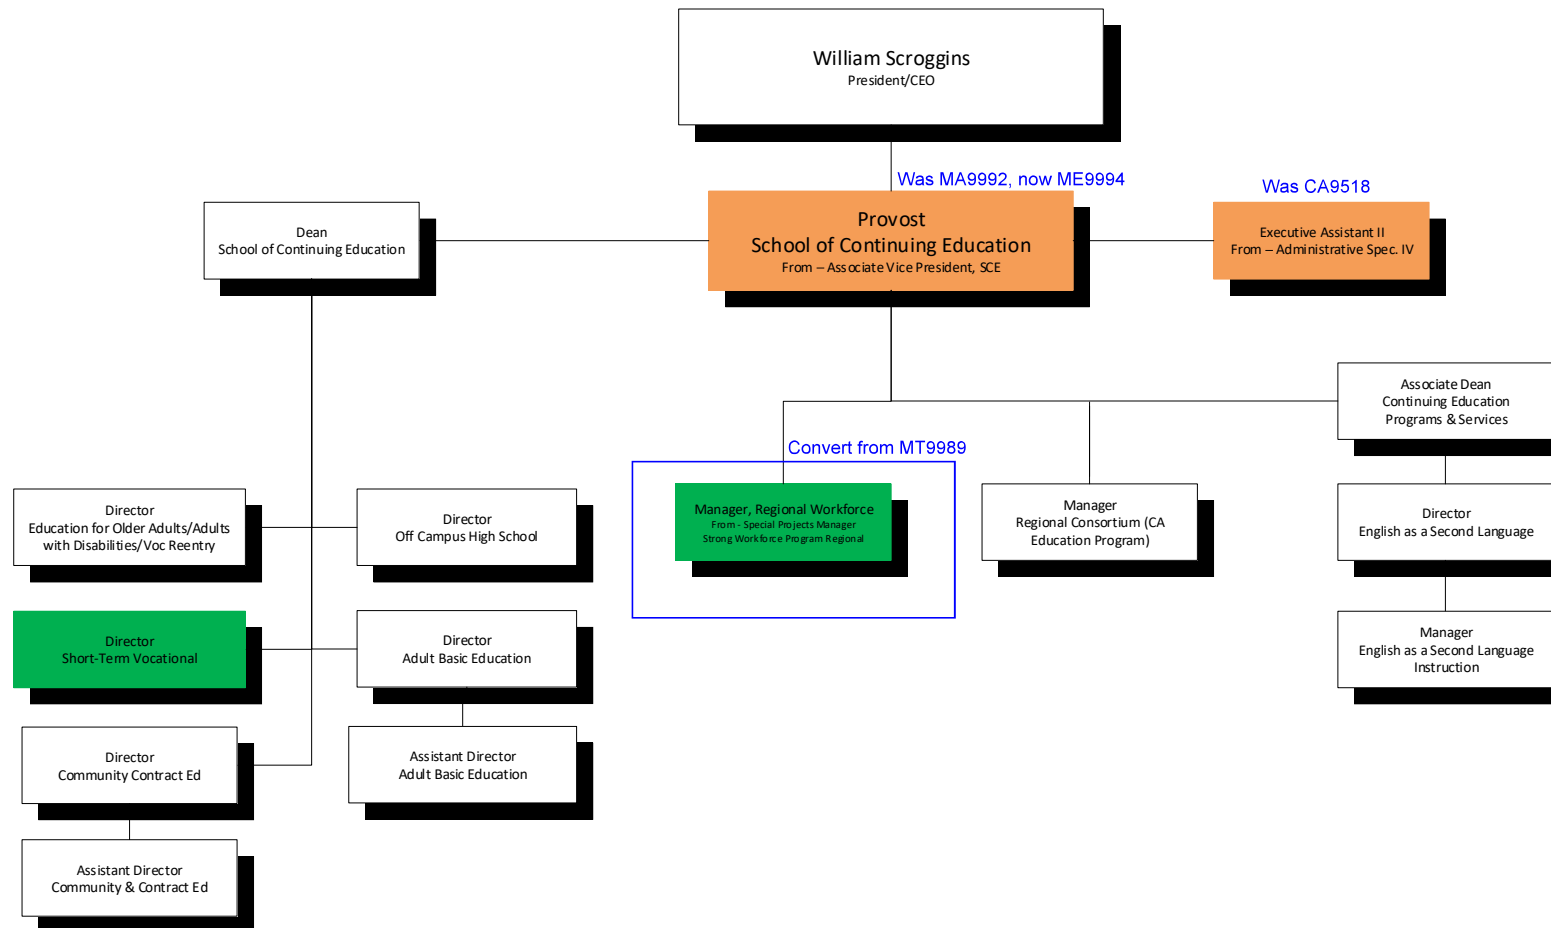 William Scroggins
President/CEO
Was MA9992, now ME9994
Was CA9518
Dean
School of Continuing Education
Provost
School of Continuing Education
From – Associate Vice President, SCE
Executive Assistant II
From – Administrative Spec. IV
Associate Dean
Continuing Education
Programs & Services
Convert from MT9989
Director
Education for Older Adults/Adults
with Disabilities/Voc Reentry
Director
Off Campus High School
Manager, Regional Workforce
From - Special Projects Manager
Strong Workforce Program Regional
Manager
Regional Consortium (CA
Education Program)
Director
English as a Second Language
Director
Short-Term Vocational
Director
Adult Basic Education
Manager
English as a Second Language
Instruction
Director
Community Contract Ed
Assistant Director
Adult Basic Education
Assistant Director
Community & Contract Ed